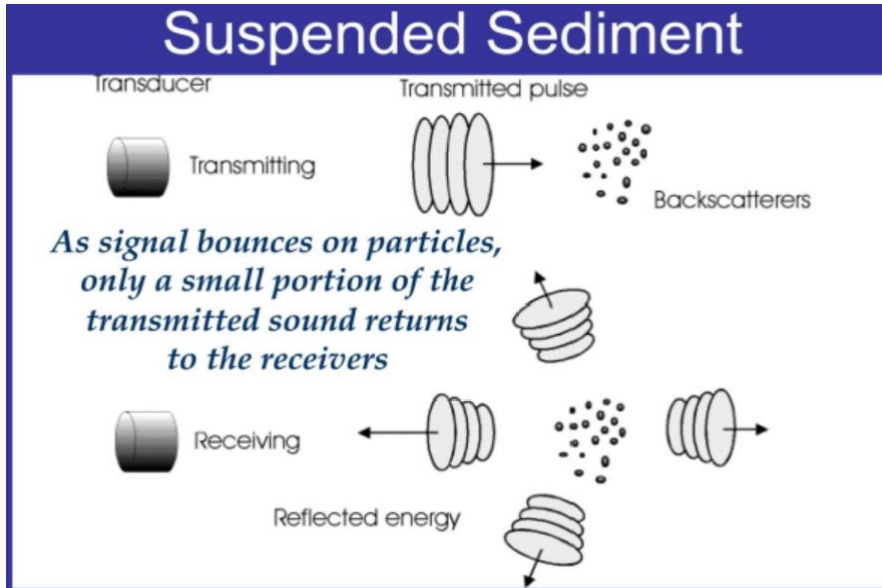 Suspended Sediment
Transducer
Transmitted pulse
Transmitting
Backscatterers
As signal bounces on particles,
only a small portion of the
transmitted sound returns
to the receivers
Receiving
Reflected energy